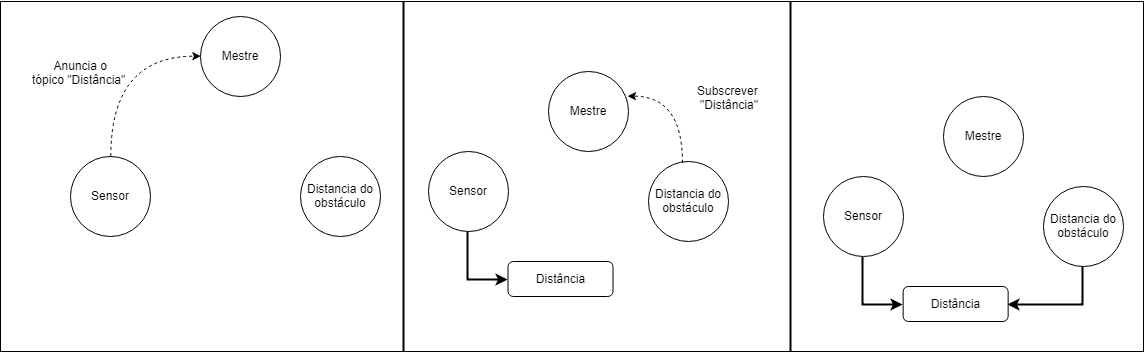 Anuncia o
tópico "Distância"
Mestre
Sensor
Distancia do
obstáculo
Subscrever
"Distância"
Mestre
Sensor
Distancia do
obstáculo
Distância
Mestre
Sensor
Distancia do
obstáculo
Distância